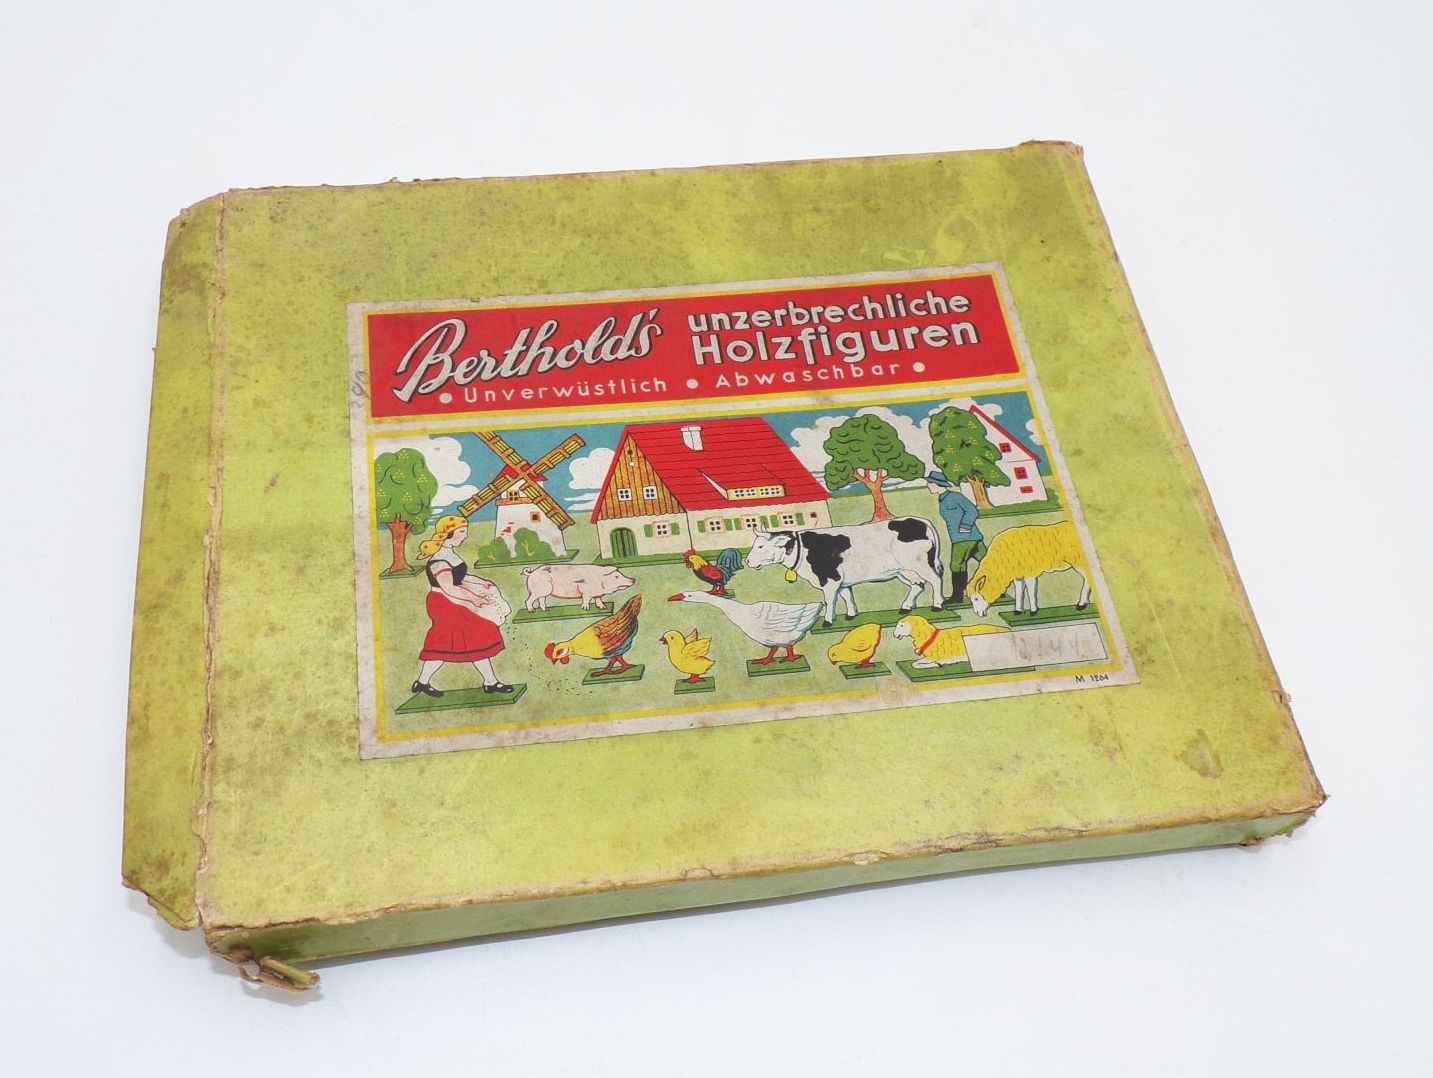 Berthold's
unzerbrechliche
Holzfiguren
• Unverwüstlich • Abwaschbar •
M 1264